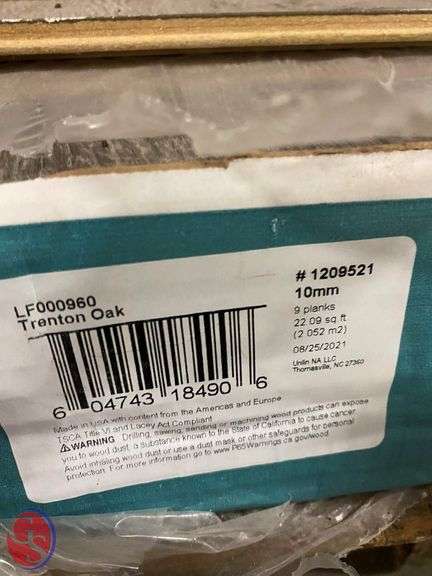 LF000960
Trenton Oak
# 1209521
10mm
9 planks
22.09 sq ft
(2.052 m2)
08/25/2021
Unilin NA LLC
Thomasville, NC 27360
6 04743 18490 6
Made in USA with content from the Americas and Europe
TSCA Title VI and Lacey Act Compliant
⚠WARNING: Drilling, sawing, sanding or machining wood products can expose
you to wood dust, a substance known to the State of California to cause cancer.
Avoid inhaling wood dust or use a dust mask or other safeguards for personal
protection. For more information go to www.P65Warnings.ca.gov/wood